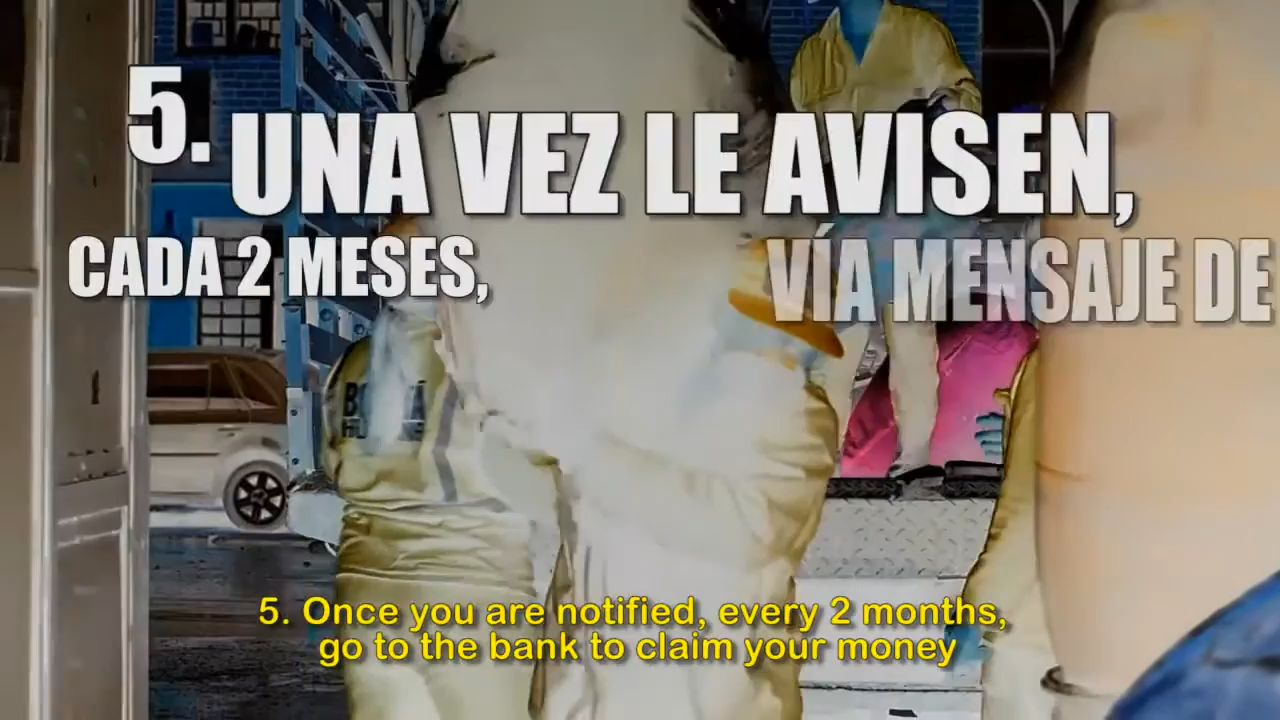 5. UNA VEZ LE AVISEN,
CADA 2 MESES, VÍA MENSAJE DE
5. Once you are notified, every 2 months,
go to the bank to claim your money